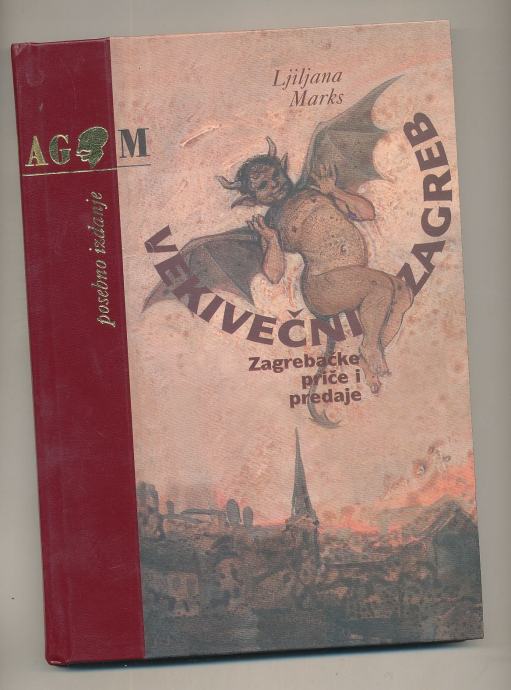 Ljiljana
Marks
AG M
posebno izdanje
VEKIVEČNI ZAGREB
Zagrebačke
priče i
predaje